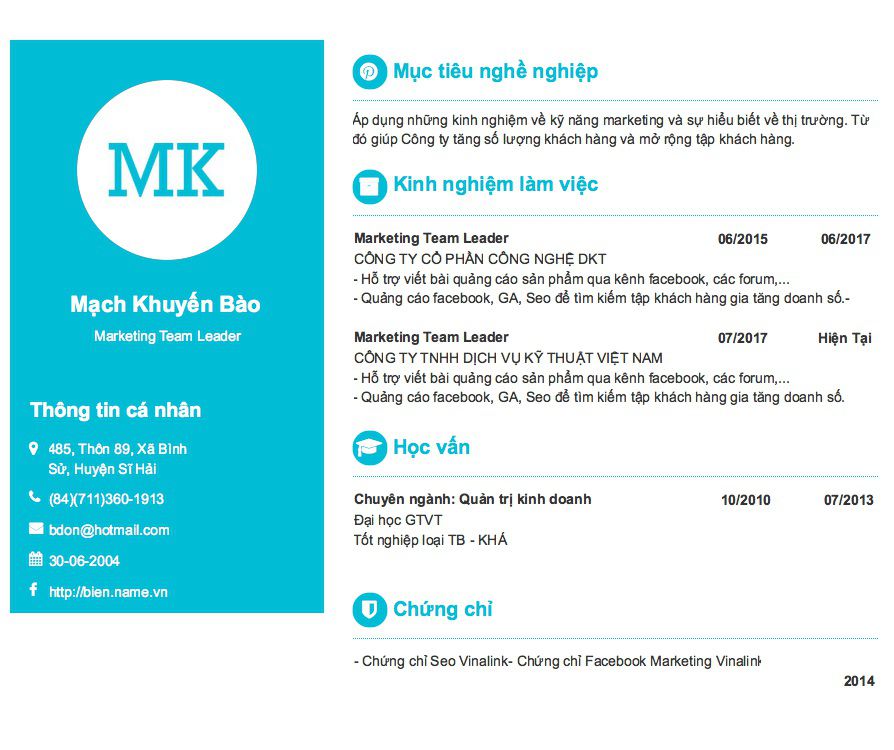 MK
Mạch Khuyến Bào
Marketing Team Leader
Thông tin cá nhân
485, Thôn 89, Xã Bình
Sử, Huyện Sĩ Hải
(84)(711)360-1913
bdon@hotmail.com
30-06-2004
http://bien.name.vn
Mục tiêu nghề nghiệp
Áp dụng những kinh nghiệm về kỹ năng marketing và sự hiểu biết về thị trường. Từ
đó giúp Công ty tăng số lượng khách hàng và mở rộng tập khách hàng.
Kinh nghiệm làm việc
Marketing Team Leader 06/2015 06/2017
CÔNG TY CỔ PHẦN CÔNG NGHỆ DKT
- Hỗ trợ viết bài quảng cáo sản phẩm qua kênh facebook, các forum,...
- Quảng cáo facebook, GA, Seo để tìm kiếm tập khách hàng gia tăng doanh số.-
Marketing Team Leader 07/2017 Hiện Tại
CÔNG TY TNHH DỊCH VỤ KỸ THUẬT VIỆT NAM
- Hỗ trợ viết bài quảng cáo sản phẩm qua kênh facebook, các forum,...
- Quảng cáo facebook, GA, Seo để tìm kiếm tập khách hàng gia tăng doanh số.
Học vấn
Chuyên ngành: Quản trị kinh doanh 10/2010 07/2013
Đại học GTVT
Tốt nghiệp loại TB - KHÁ
Chứng chỉ
- Chứng chỉ Seo Vinalink- Chứng chỉ Facebook Marketing Vinalink
2014